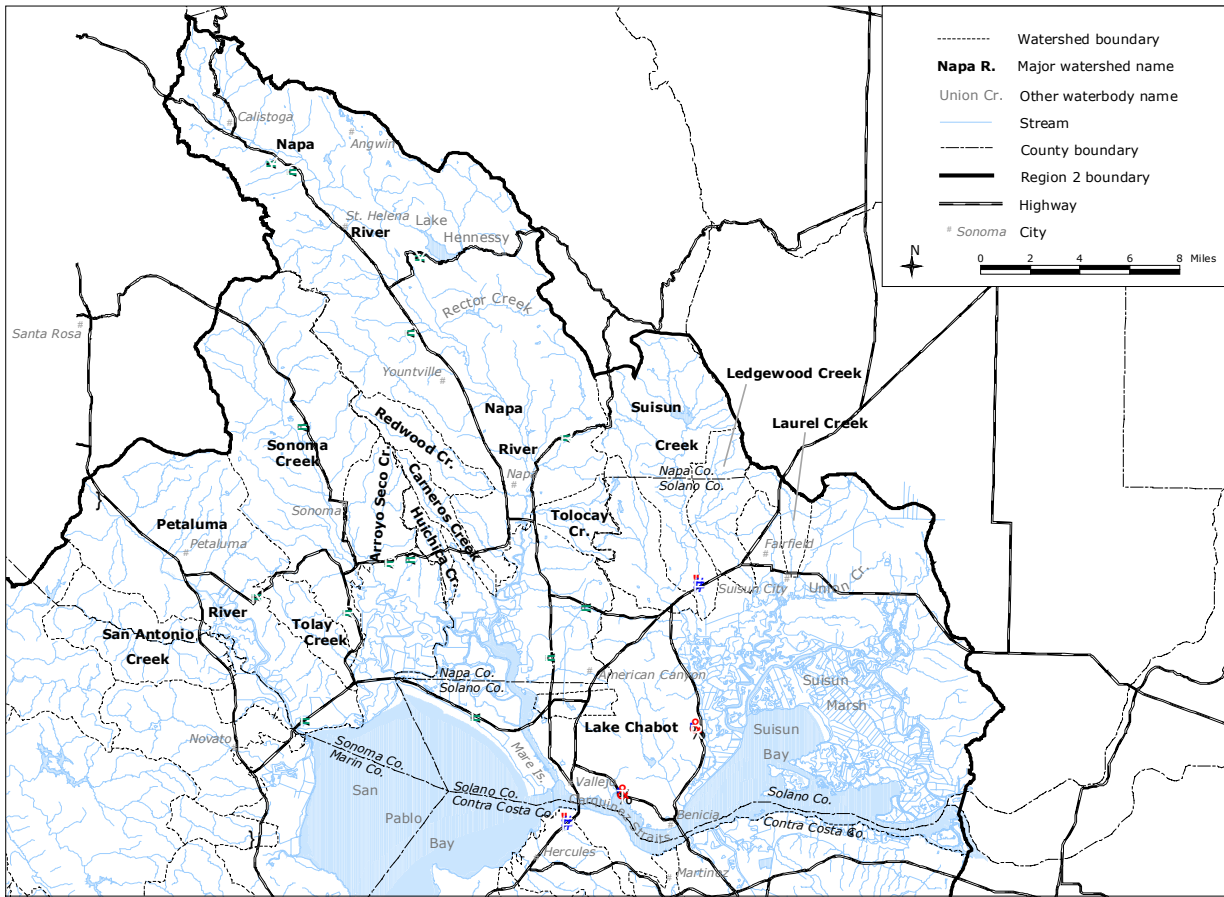 Watershed boundary
Napa R. Major watershed name
Union Cr. Other waterbody name
Stream
County boundary
Region 2 boundary
Highway
# Sonoma City
N
0 2 4 6 8 Miles
Calistoga
Napa
Angwin
St. Helena
River
Lake
Hennessy
Rector Creek
Santa Rosa
Yountville
Ledgewood Creek
Redwood Cr.
Napa
River
Suisun
Creek
Laurel Creek
Sonoma
Creek
Napa
Napa Co.
Solano Co.
Arroyo Seco Cr.
Carneros Creek
Huichica Cr.
Sonoma
Tolocay
Cr.
Petaluma
Petaluma
Fairfield
Suisun City
Union Cr.
River
Tolay
Creek
San Antonio
Creek
Napa Co.
Solano Co.
American Canyon
Suisun
Marsh
Lake Chabot
Suisun
Bay
Novato
Sonoma Co.
Marin Co.
Mare Is.
San
Pablo
Bay
Solano Co.
Contra Costa Co.
Vallejo
Carquinez Straits
Benicia
Solano Co.
Contra Costa Co.
Hercules
Martinez